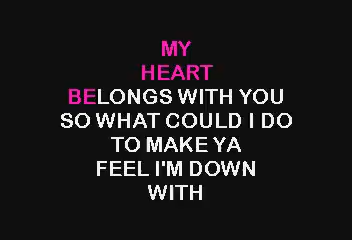 MY
HEART
BELONGS WITH YOU
SO WHAT COULD I DO
TO MAKE YA
FEEL I'M DOWN
WITH